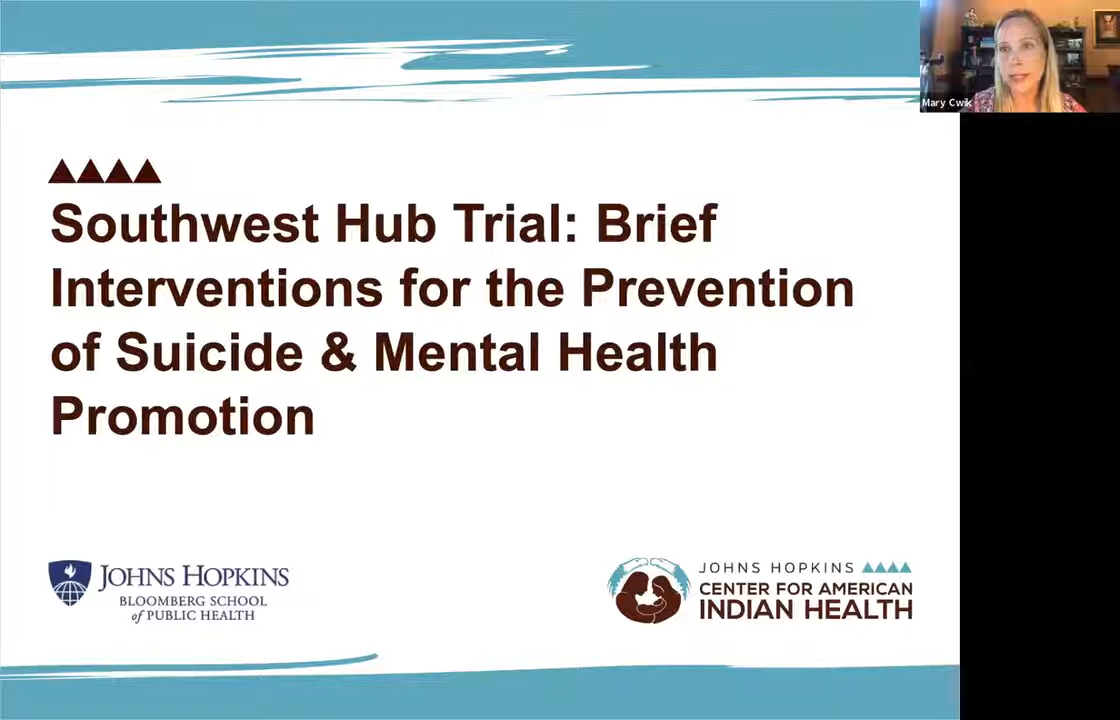 Mary Cwik
Southwest Hub Trial: Brief
Interventions for the Prevention
of Suicide & Mental Health
Promotion
JOHNS HOPKINS
BLOOMBERG SCHOOL
of PUBLIC HEALTH
JOHNS HOPKINS
CENTER FOR AMERICAN
INDIAN HEALTH